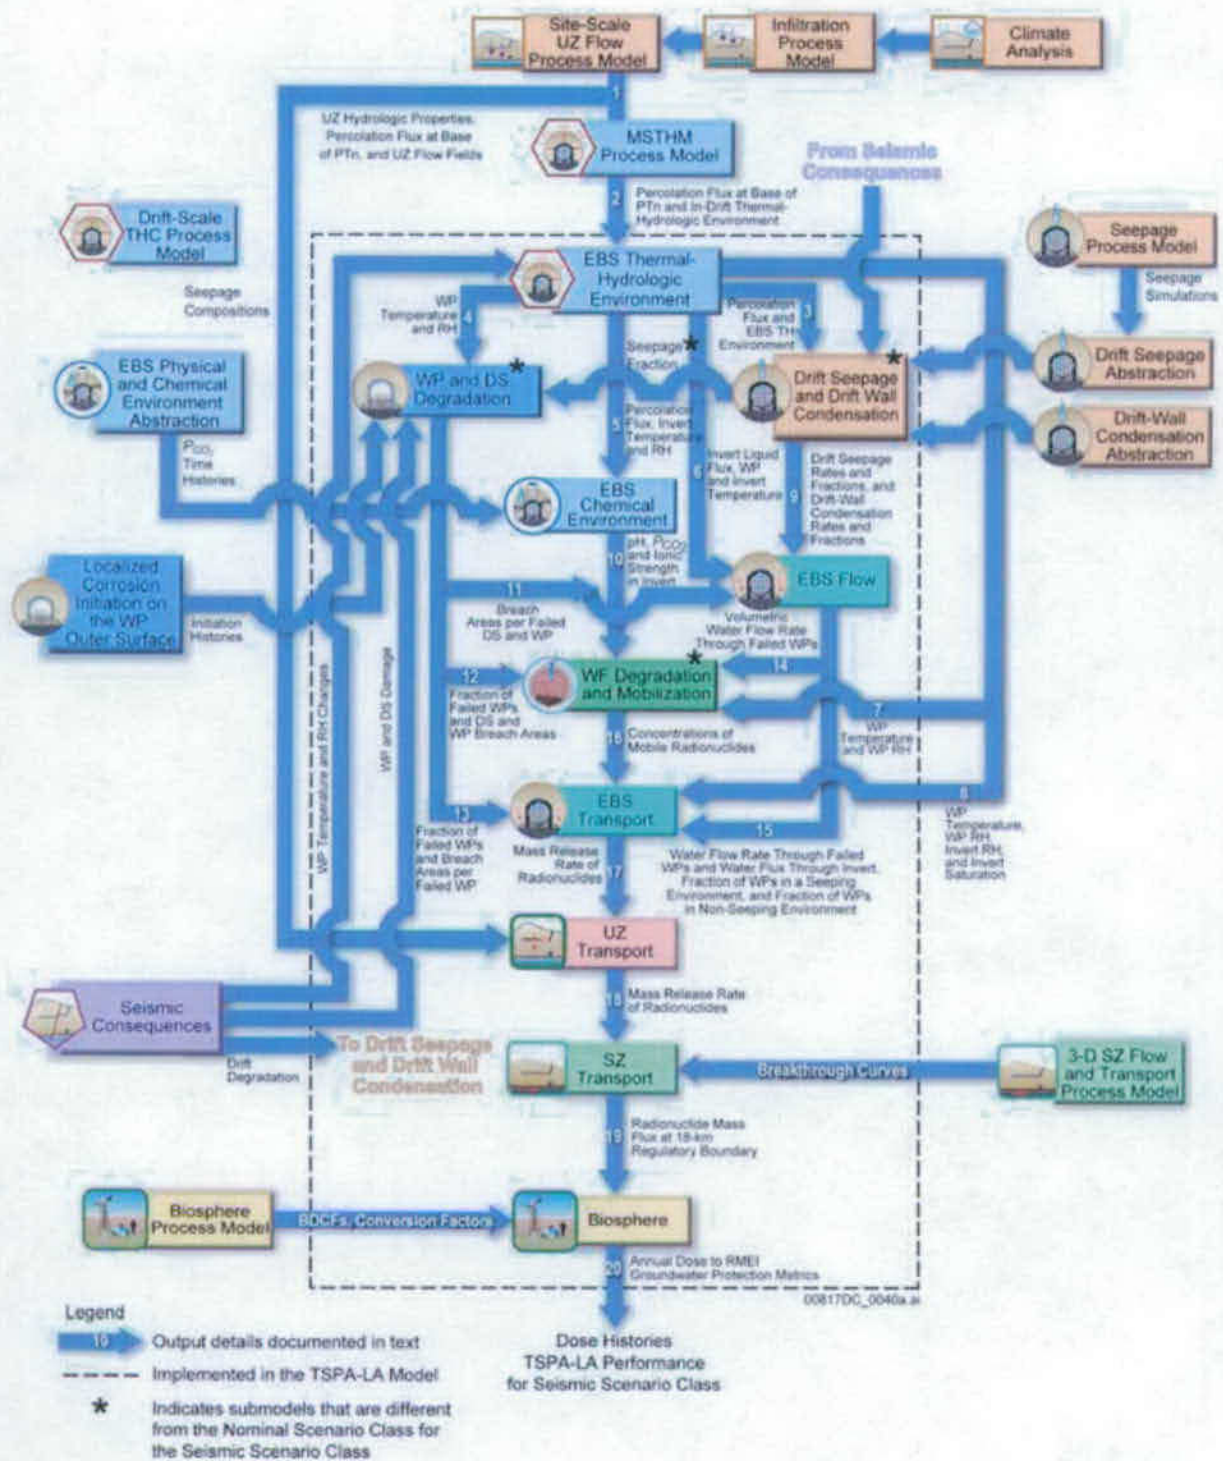 Site-Scale
UZ Flow
Process Model
Infiltration
Process
Model
Climate
Analysis
1
UZ Hydrologic Properties,
Percolation Flux at Base
of PTn, and UZ Flow Fields
MSTHM
Process Model
From Seismic
Consequences
2
Percolation Flux at Base of
PTn and In-Drift Thermal-
Hydrologic Environment
Drift-Scale
THC Process
Model
Seepage
Process Model
Seepage
Simulations
Seepage
Compositions
EBS Thermal-
Hydrologic
Environment
WP
Temperature
and RH
4
Percolation
Flux and
EBS TH
Environment
3
Seepage *
Fraction
EBS Physical
and Chemical
Environment
Abstraction
WP and DS *
Degradation
Drift Seepage *
and Drift Wall
Condensation
Drift Seepage
Abstraction
Drift-Wall
Condensation
Abstraction
5
Percolation
Flux, Invert
Temperature
and RH
6
Invert Liquid
Flux, WP
and Invert
Temperature
9
Drift Seepage
Rates and
Fractions, and
Drift-Wall
Condensation
Rates and
Fractions
PCO2
Time
Histories
EBS
Chemical
Environment
10
pH, PCO2
and Ionic
Strength
in Invert
Localized
Corrosion
Initiation on
the WP
Outer Surface
Initiation
Histories
EBS Flow
11
Breach
Areas per Failed
DS and WP
Volumetric
Water Flow Rate
Through Failed WPs
14
12
Fraction of
Failed WPs
and DS and
WP Breach Areas
WF Degradation *
and Mobilization
7
WP
Temperature
and WP RH
WP Temperature and RH Changes
WP and DS Damage
16
Concentrations of
Mobile Radionuclides
8
WP
Temperature,
WP RH,
Invert RH,
and Invert
Saturation
13
Fraction of
Failed WPs
and Breach
Areas per
Failed WP
EBS
Transport
15
Water Flow Rate Through Failed
WPs and Water Flux Through Invert,
Fraction of WPs in a Seeping
Environment, and Fraction of WPs
in Non-Seeping Environment
Mass Release
Rate of
Radionuclides
17
UZ
Transport
18
Mass Release Rate
of Radionuclides
Seismic
Consequences
Drift
Degradation
To Drift Seepage
and Drift Wall
Condensation
SZ
Transport
Breakthrough Curves
3-D SZ Flow
and Transport
Process Model
19
Radionuclide Mass
Flux at 18-km
Regulatory Boundary
Biosphere
Process Model
BDCFs, Conversion Factors
Biosphere
20
Annual Dose to RMEI
Groundwater Protection Metrics
00817DC_0040a.ai
Legend
10 Output details documented in text
Implemented in the TSPA-LA Model
* Indicates submodels that are different
from the Nominal Scenario Class for
the Seismic Scenario Class
Dose Histories
TSPA-LA Performance
for Seismic Scenario Class